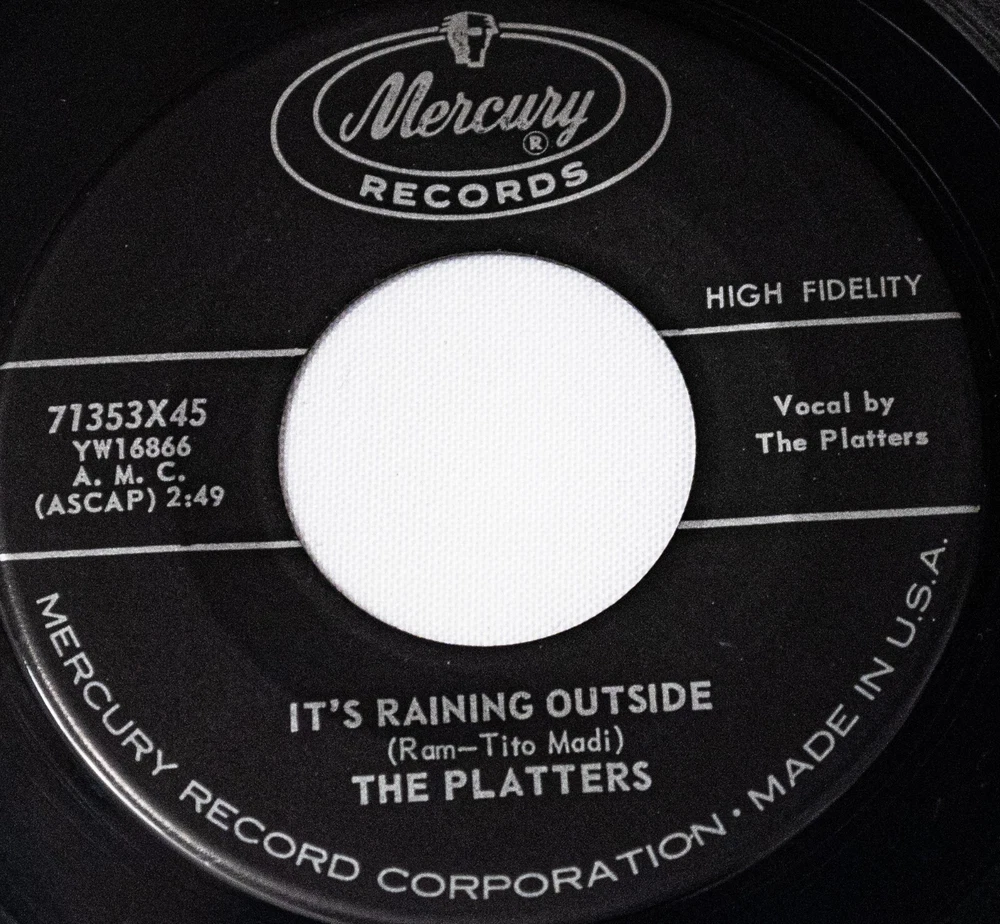 Mercury
®
RECORDS
HIGH FIDELITY
71353X45
YW16866
A. M. C.
(ASCAP) 2:49
Vocal by
The Platters
IT'S RAINING OUTSIDE
(Ram—Tito Madi)
THE PLATTERS
MERCURY RECORD CORPORATION · MADE IN U.S.A.